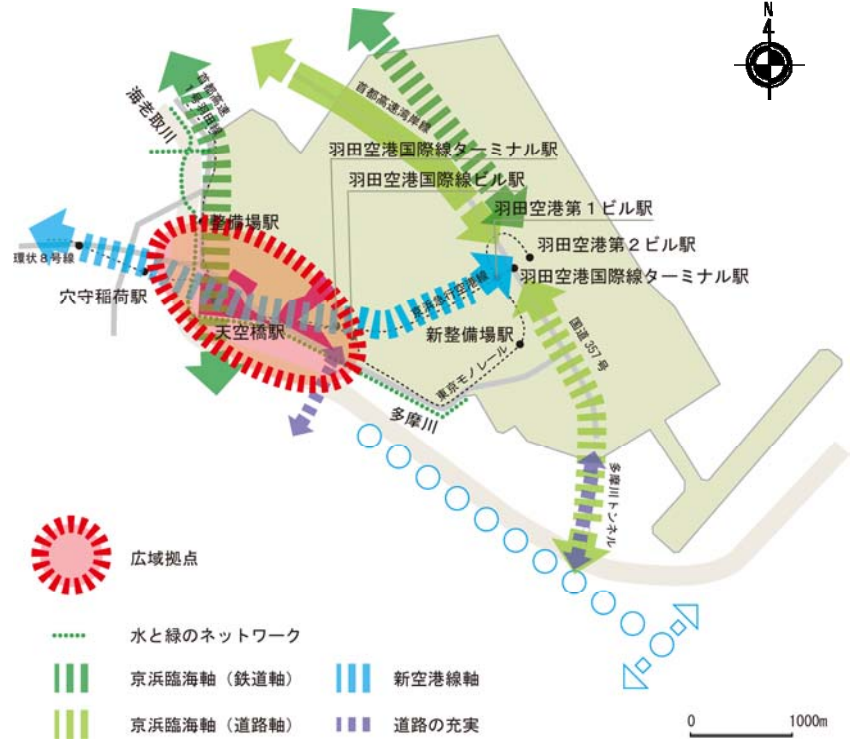 N
首都高速
1号羽田線
海老取川
首都高速湾岸線
羽田空港国際線ターミナル駅
羽田空港国際線ビル駅
整備場駅
羽田空港第1ビル駅
羽田空港第2ビル駅
環状8号線
羽田空港国際線ターミナル駅
京浜急行空港線
穴守稲荷駅
天空橋駅
新整備場駅
国道357号
東京モノレール
多摩川
多摩川トンネル
広域拠点
水と緑のネットワーク
京浜臨海軸（鉄道軸）
新空港線軸
京浜臨海軸（道路軸）
道路の充実
0 1000m